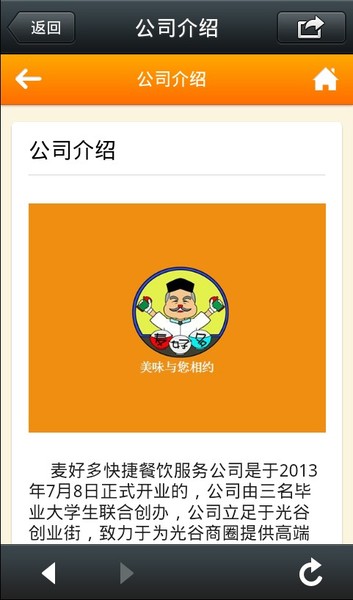 返回
公司介绍
公司介绍
公司介绍
麦好多
美味与您相约
麦好多快捷餐饮服务公司是于2013
年7月8日正式开业的，公司由三名毕
业大学生联合创办，公司立足于光谷
创业街，致力于为光谷商圈提供高端